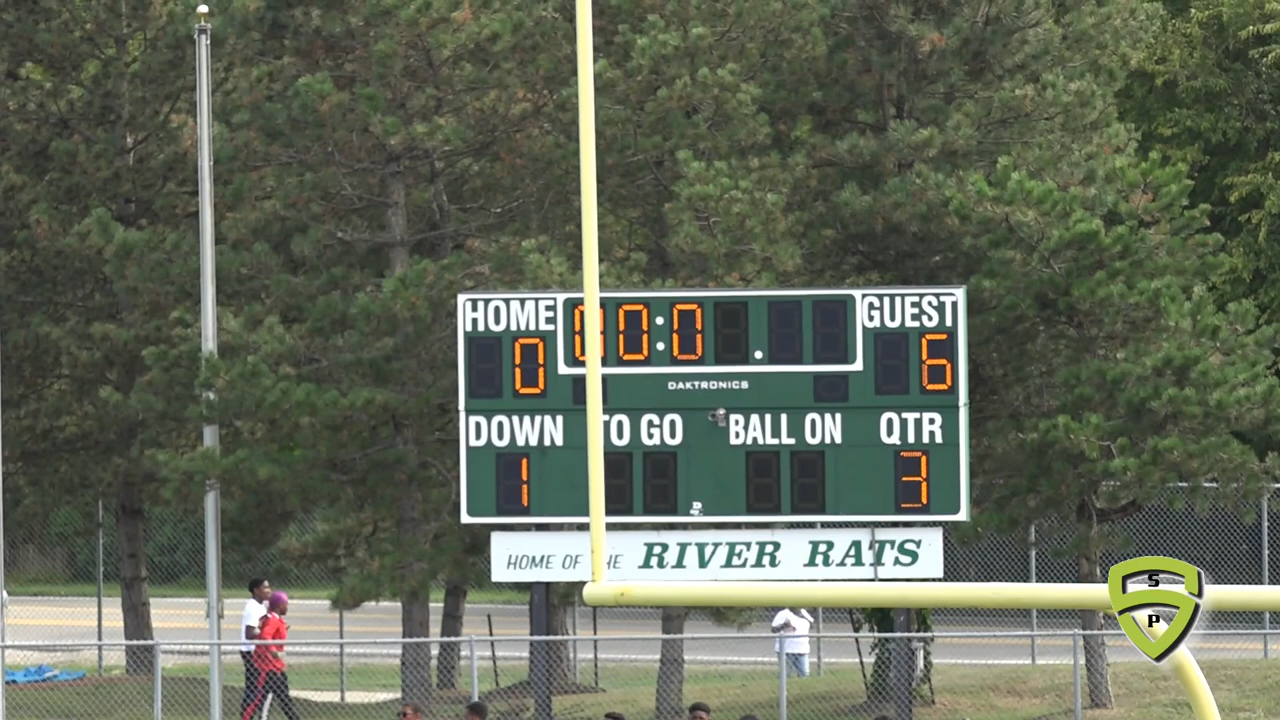 HOME 00:0 . GUEST
0 6
DAKTRONICS
DOWN TO GO BALL ON QTR
1 3
HOME OF THE RIVER RATS
S
P